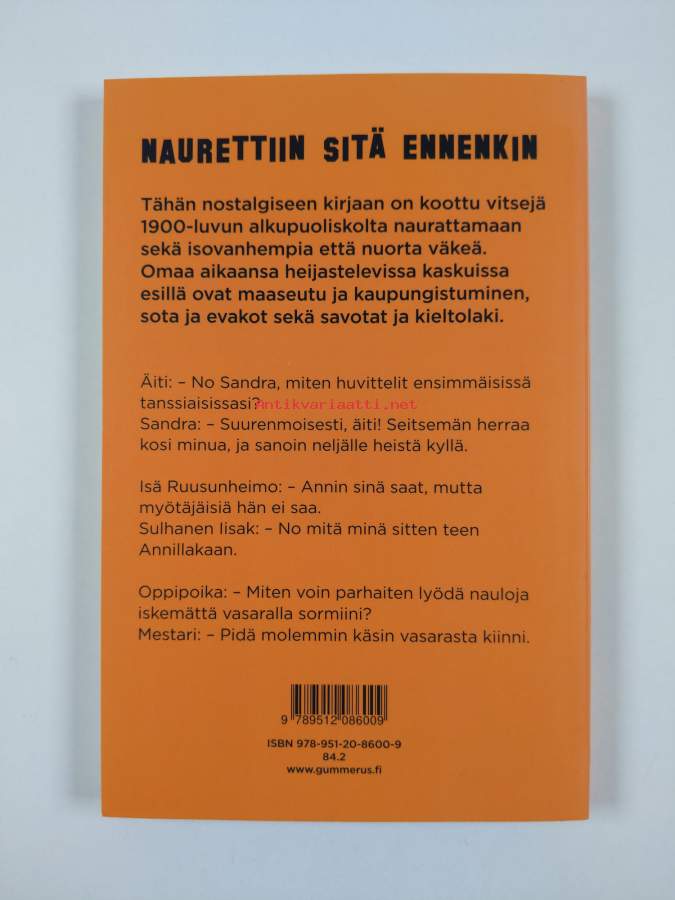 NAURETTIIN SITÄ ENNENKIN
Tähän nostalgiseen kirjaan on koottu vitsejä
1900-luvun alkupuoliskolta naurattamaan
sekä isovanhempia että nuorta väkeä.
Omaa aikaansa heijastelevissa kaskuissa
esillä ovat maaseutu ja kaupungistuminen,
sota ja evakot sekä savotat ja kieltolaki.
Äiti: – No Sandra, miten huvittelit ensimmäisissä
tanssiaisissasi?
Antikvariaatti.net
Sandra: – Suurenmoisesti, äiti! Seitsemän herraa
kosi minua, ja sanoin neljälle heistä kyllä.
Isä Ruusunheimo: – Annin sinä saat, mutta
myötäjäisiä hän ei saa.
Sulhanen Iisak: – No mitä minä sitten teen
Annillakaan.
Oppipoika: – Miten voin parhaiten lyödä nauloja
iskemättä vasaralla sormiini?
Mestari: – Pidä molemmin käsin vasarasta kiinni.
9 789512 086009
ISBN 978-951-20-8600-9
84.2
www.gummerus.fi